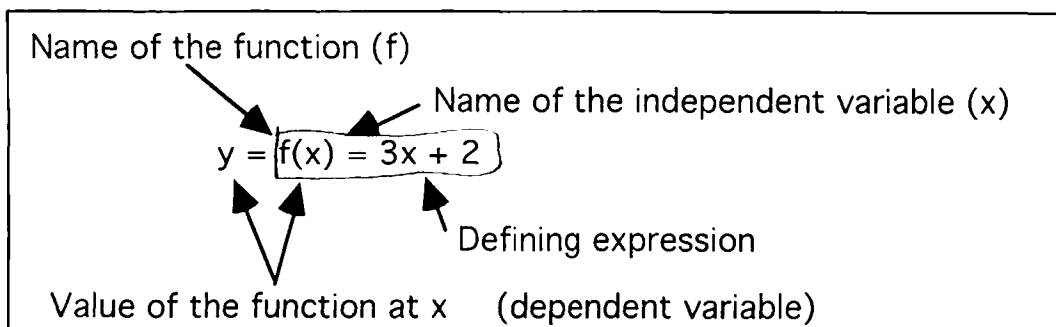 Name of the function (f)
Name of the independent variable (x)
y = f(x) = 3x + 2
Defining expression
Value of the function at x (dependent variable)